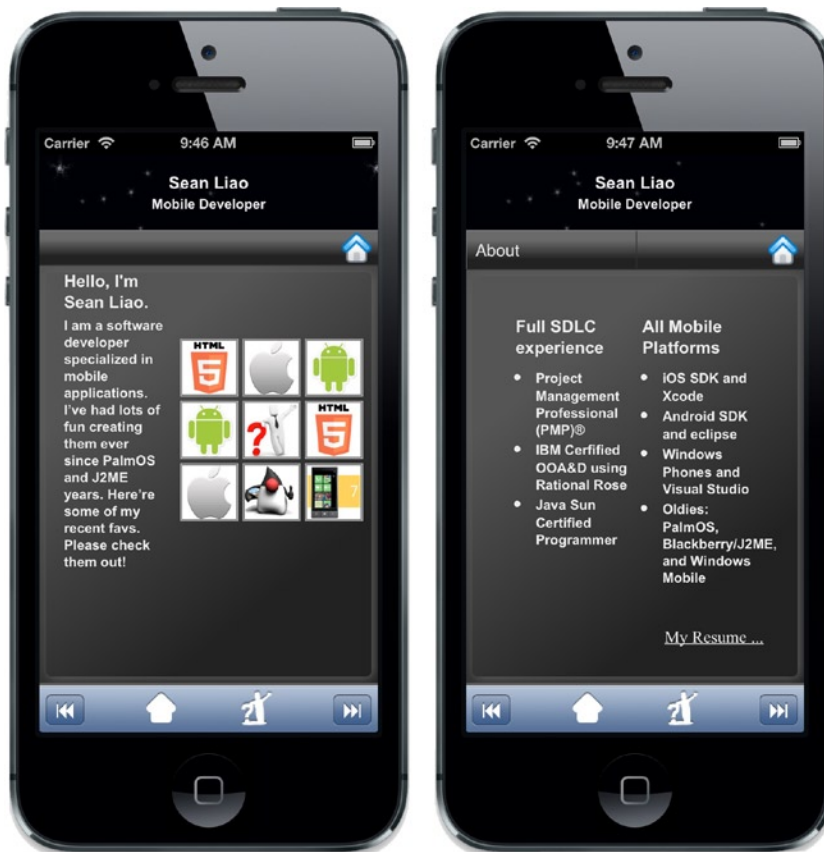 Carrier 9:46 AM
Sean Liao
Mobile Developer
Hello, I'm
Sean Liao.
I am a software
developer
specialized in
mobile
applications.
I've had lots of
fun creating
them ever
since PalmOS
and J2ME
years. Here're
some of my
recent favs.
Please check
them out!
HTML
5
?
HTML
5
7
Carrier 9:47 AM
Sean Liao
Mobile Developer
About
Full SDLC
experience
• Project
Management
Professional
(PMP)®
• IBM Cerfified
OOA&D using
Rational Rose
• Java Sun
Certified
Programmer
All Mobile
Platforms
• iOS SDK and
Xcode
• Android SDK
and eclipse
• Windows
Phones and
Visual Studio
• Oldies:
PalmOS,
Blackberry/J2ME,
and Windows
Mobile
My Resume ...